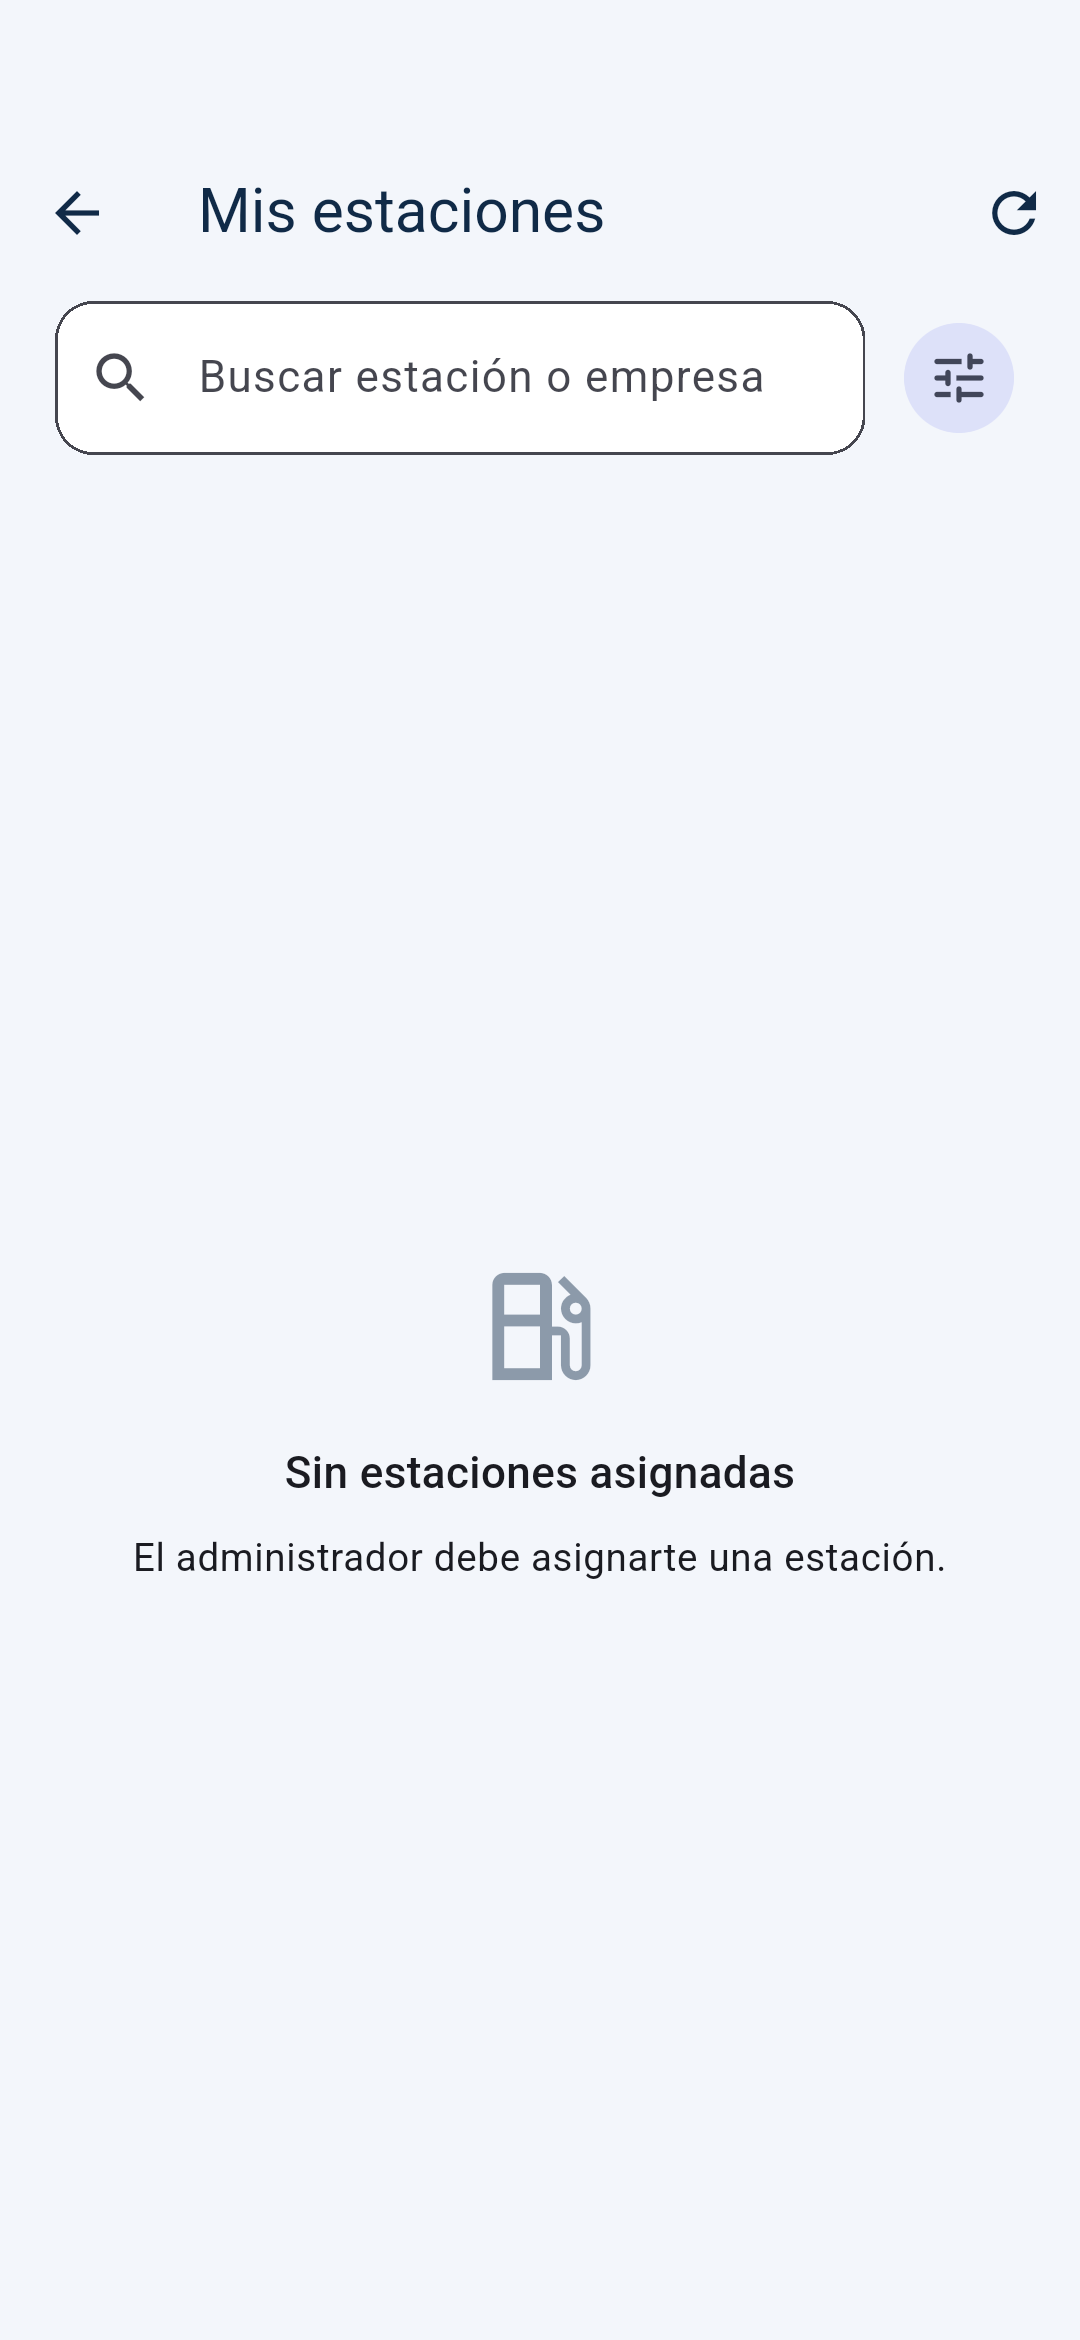 Mis estaciones
Buscar estación o empresa
Sin estaciones asignadas
El administrador debe asignarte una estación.